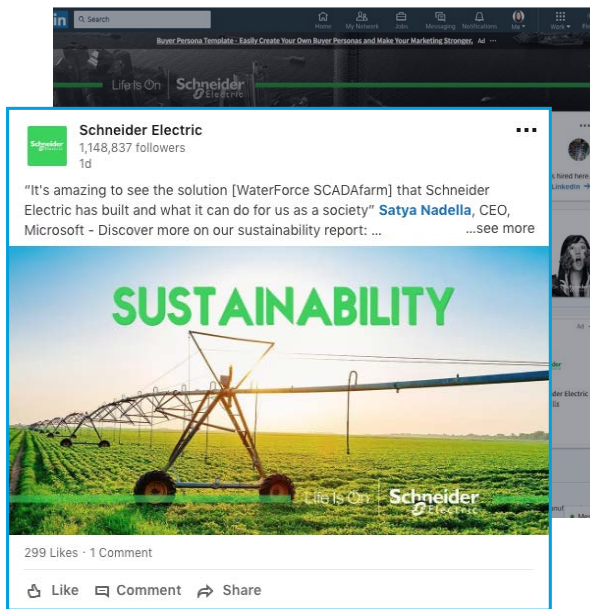 in
Search
Home
My Network
Jobs
Messaging
Notifications
Me
Work
Buyer Persona Template - Easily Create Your Own Buyer Personas and Make Your Marketing Stronger. Ad ...
Life Is On
Schneider
Electric
Schneider Electric
1,148,837 followers
1d
“It's amazing to see the solution [WaterForce SCADAfarm] that Schneider
Electric has built and what it can do for us as a society” Satya Nadella, CEO,
Microsoft - Discover more on our sustainability report: ...
...see more
SUSTAINABILITY
Life Is On
Schneider
Electric
299 Likes · 1 Comment
Like
Comment
Share
hired here
LinkedIn →
Ad
der Electric